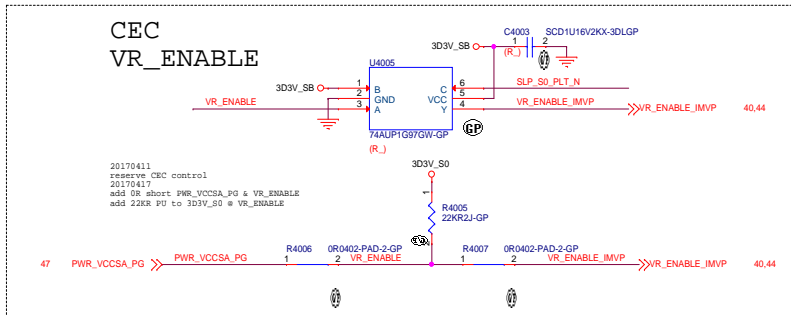 CEC
VR_ENABLE
C4003 SCD1U16V2KX-3DLGP
3D3V_SB 1 2
(R_)
U4005
3D3V_SB 1 B C 6 SLP_S0_PLT_N
2 GND VCC 5
VR_ENABLE 3 A Y 4 VR_ENABLE_IMVP VR_ENABLE_IMVP 40,44
74AUP1G97GW-GP GP
(R_)
20170411
reserve CEC control
20170417
add 0R short PWR_VCCSA_PG & VR_ENABLE
add 22KR PU to 3D3V_S0 @ VR_ENABLE
3D3V_S0
1
R4005
22KR2J-GP
R4006 0R0402-PAD-2-GP R4007 0R0402-PAD-2-GP
47 PWR_VCCSA_PG PWR_VCCSA_PG 1 2 VR_ENABLE 1 2 VR_ENABLE_IMVP VR_ENABLE_IMVP 40,44